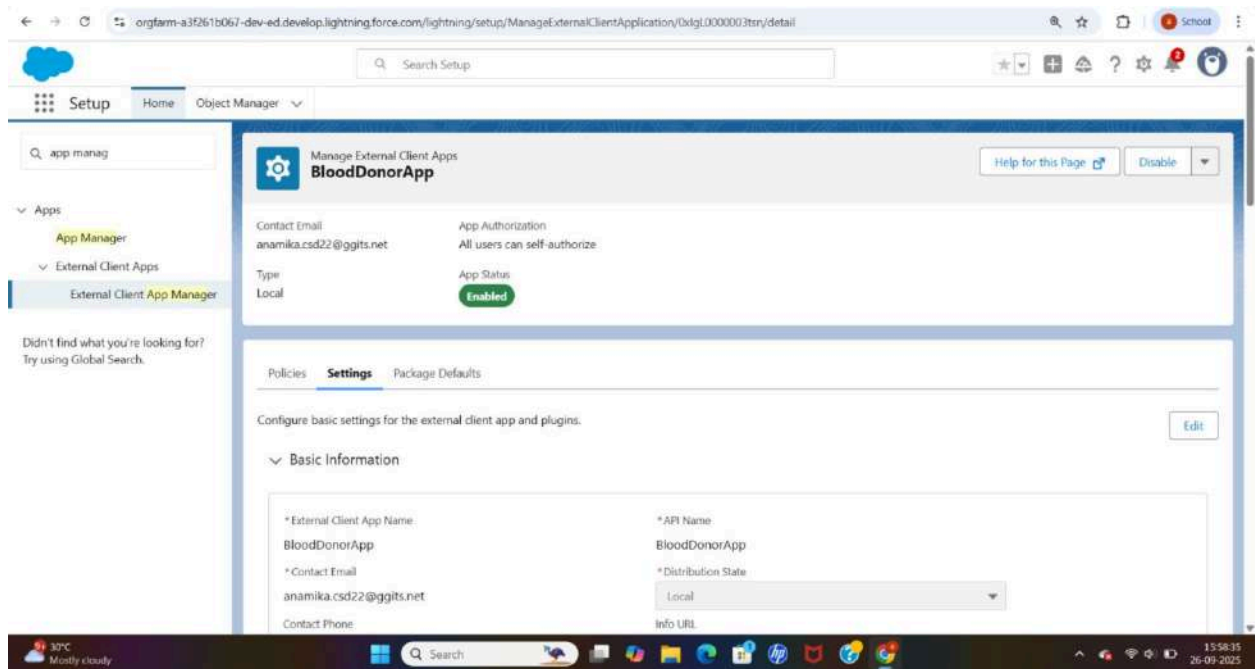 orgfarm-a3f261b067-dev-ed.develop.lightning.force.com/lightning/setup/ManageExternalClientApplication/0xIgL0000003tsn/detail
School
Search Setup
2
Setup Home Object Manager
app manag
Apps
App Manager
External Client Apps
External Client App Manager
Didn't find what you're looking for?
Try using Global Search.
Manage External Client Apps
BloodDonorApp
Help for this Page
Disable
Contact Email
anamika.csd22@ggits.net
App Authorization
All users can self-authorize
Type
Local
App Status
Enabled
Policies Settings Package Defaults
Configure basic settings for the external client app and plugins.
Edit
Basic Information
*External Client App Name
BloodDonorApp
*API Name
BloodDonorApp
*Contact Email
anamika.csd22@ggits.net
*Distribution State
Local
Contact Phone
Info URL
30°C
Mostly cloudy
Search
15:58:35
26-09-2025